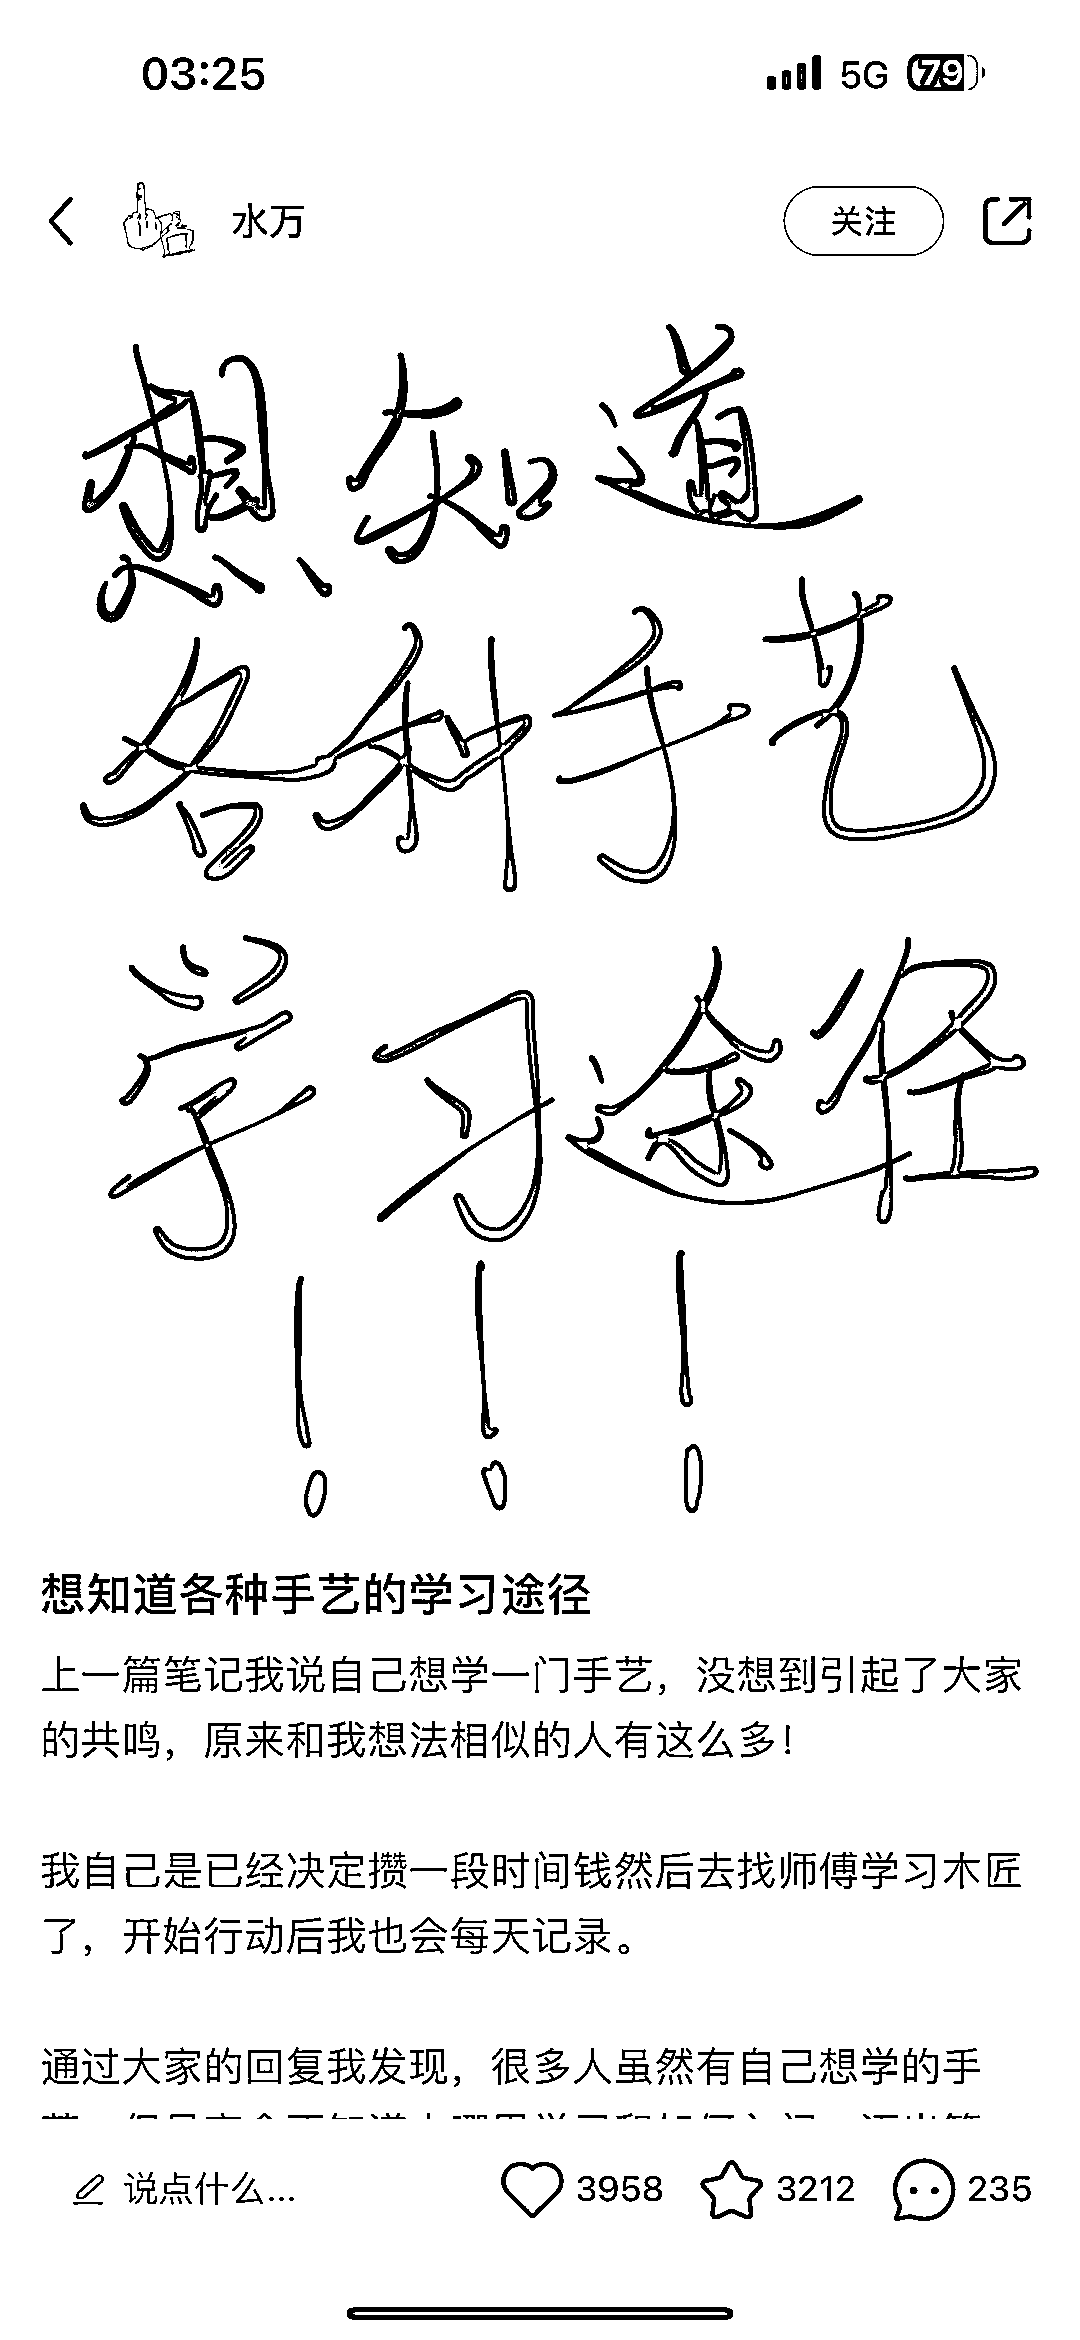 03:25 5G 79
水万 关注
想知道
各种手艺
学习途径
！！！
想知道各种手艺的学习途径
上一篇笔记我说自己想学一门手艺，没想到引起了大家
的共鸣，原来和我想法相似的人有这么多！
我自己是已经决定攒一段时间钱然后去找师傅学习木匠
了，开始行动后我也会每天记录。
通过大家的回复我发现，很多人虽然有自己想学的手
说点什么... 3958 3212 235